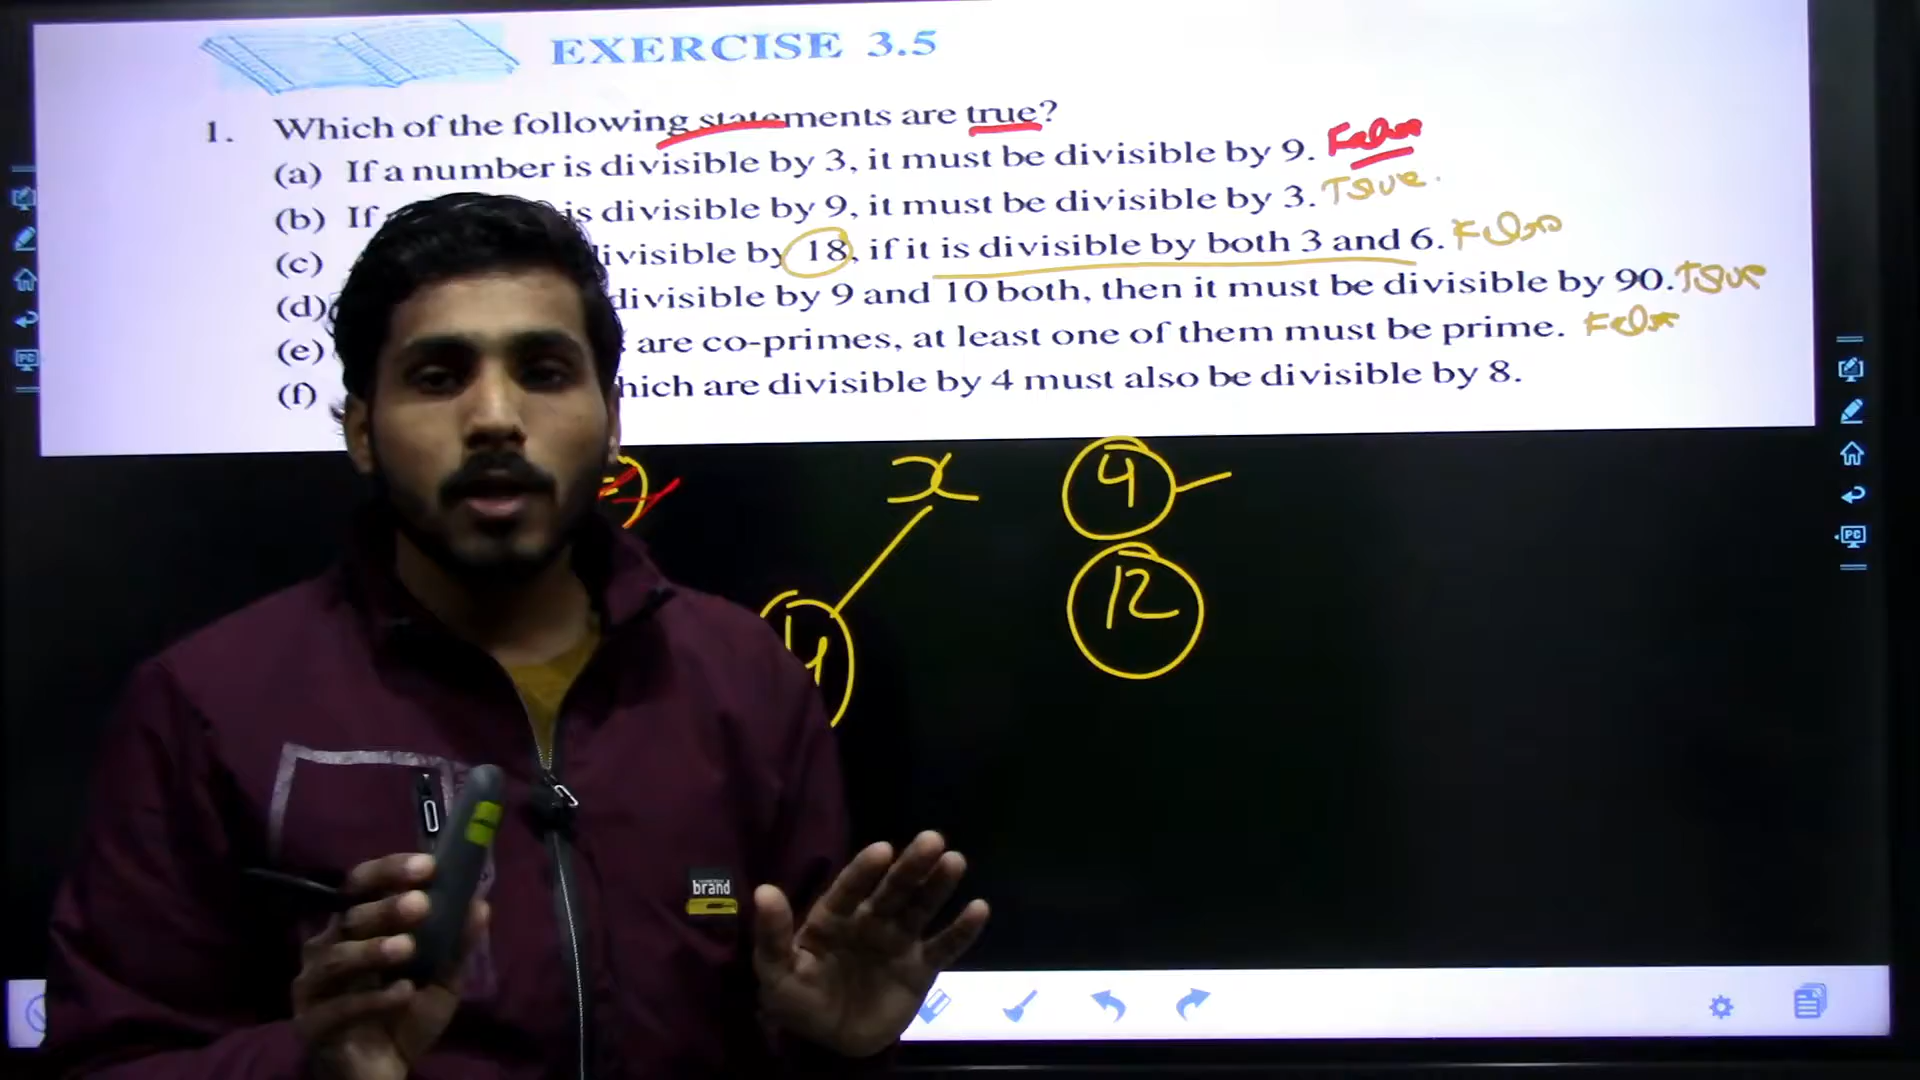 EXERCISE 3.5
1. Which of the following statements are true?
(a) If a number is divisible by 3, it must be divisible by 9. False
(b) If is divisible by 9, it must be divisible by 3. True.
(c) divisible by 18, if it is divisible by both 3 and 6. False
(d) divisible by 9 and 10 both, then it must be divisible by 90. True
(e) are co-primes, at least one of them must be prime. False
(f) which are divisible by 4 must also be divisible by 8.
x 4
12
4
brand
PC
PC